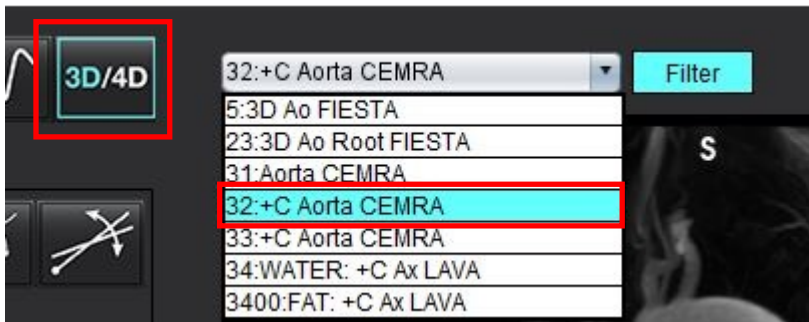 3D/4D
32:+C Aorta CEMRA
Filter
5:3D Ao FIESTA
23:3D Ao Root FIESTA
31:Aorta CEMRA
32:+C Aorta CEMRA
33:+C Aorta CEMRA
34:WATER: +C Ax LAVA
3400:FAT: +C Ax LAVA
S